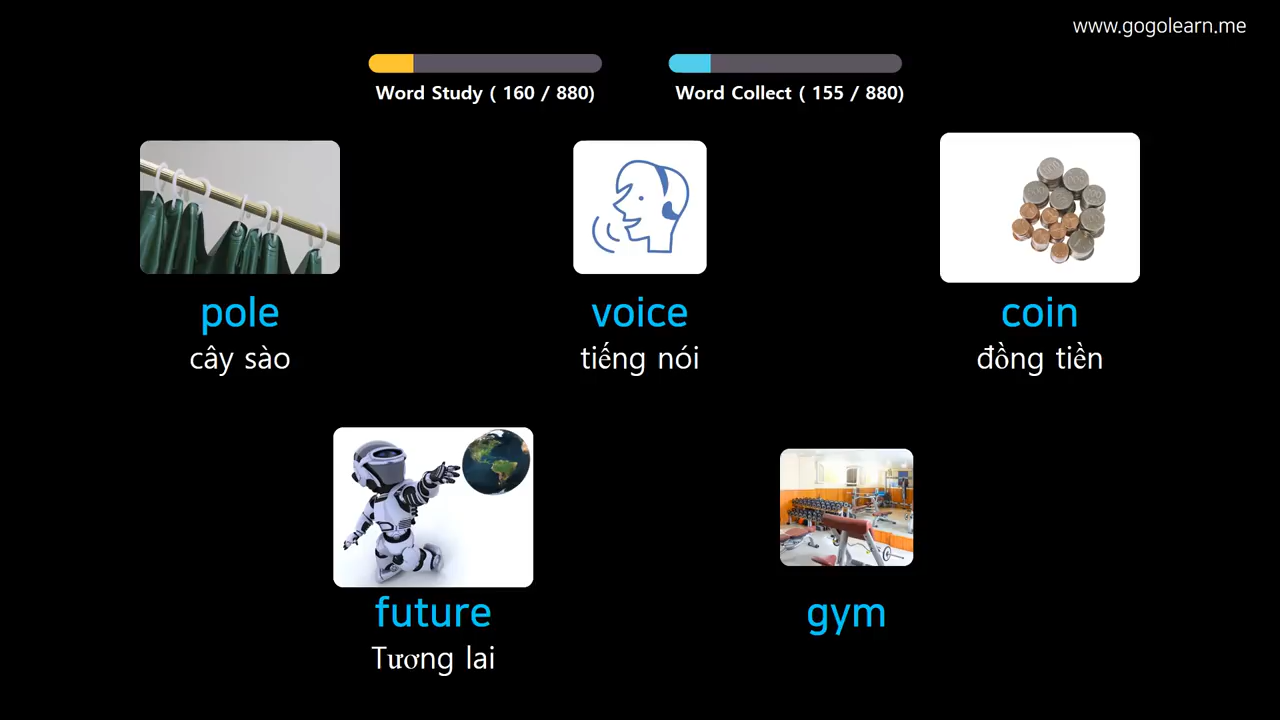 www.gogolearn.me
Word Study ( 160 / 880)
Word Collect ( 155 / 880)
pole
cây sào
voice
tiếng nói
coin
đồng tiền
future
Tương lai
gym